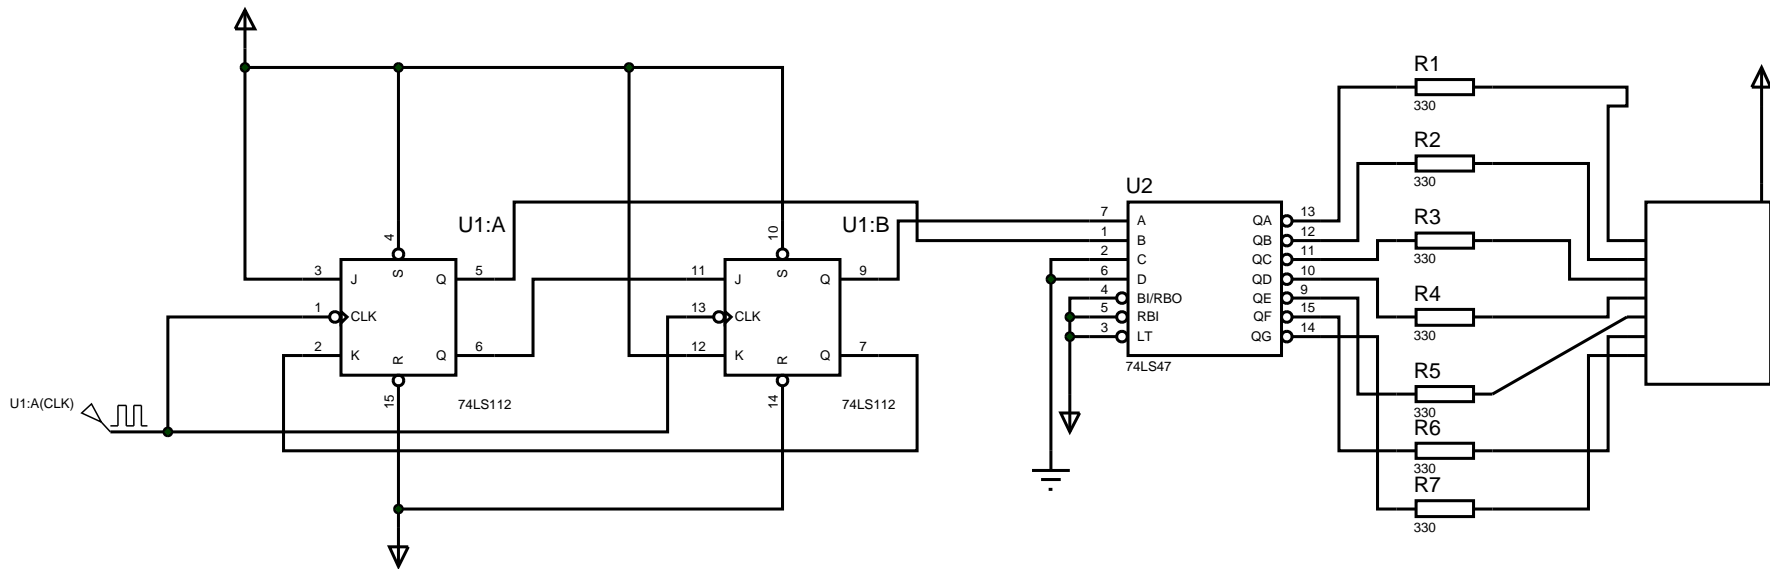 U1:A(CLK)
U1:A
4
S
3
J
Q
5
1
CLK
2
K
Q
6
R
15
74LS112
U1:B
10
S
11
J
Q
9
13
CLK
12
K
Q
7
R
14
74LS112
U2
7
A
QA
13
1
B
QB
12
2
C
QC
11
6
D
QD
10
4
BI/RBO
QE
9
5
RBI
QF
15
3
LT
QG
14
74LS47
R1
330
R2
330
R3
330
R4
330
R5
330
R6
330
R7
330